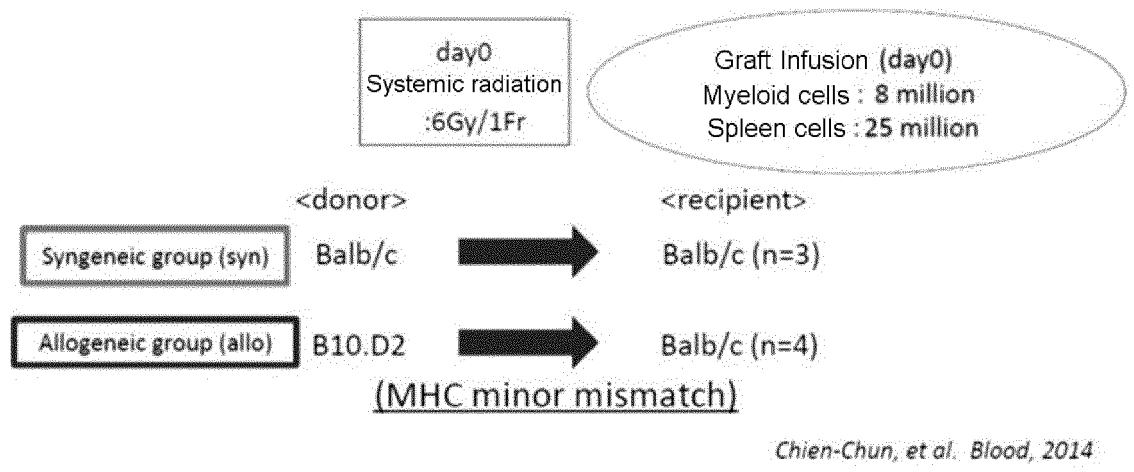 day0
Systemic radiation
:6Gy/1Fr
Graft Infusion (day0)
Myeloid cells : 8 million
Spleen cells : 25 million
<donor>
<recipient>
Syngeneic group (syn)
Balb/c
Balb/c (n=3)
Allogeneic group (allo)
B10.D2
Balb/c (n=4)
(MHC minor mismatch)
Chien-Chun, et al. Blood, 2014